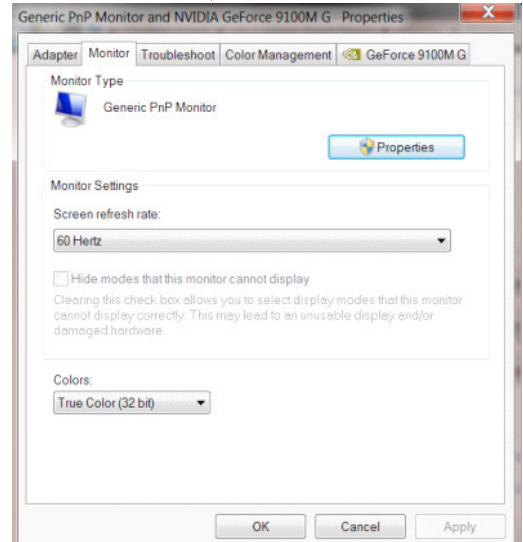 Generic PnP Monitor and NVIDIA GeForce 9100M G Properties
X
Adapter Monitor Troubleshoot Color Management GeForce 9100M G
Monitor Type
Generic PnP Monitor
Properties
Monitor Settings
Screen refresh rate:
60 Hertz
Hide modes that this monitor cannot display
Clearing this check box allows you to select display modes that this monitor
cannot display correctly. This may lead to an unusable display and/or
damaged hardware.
Colors:
True Color (32 bit)
OK Cancel Apply